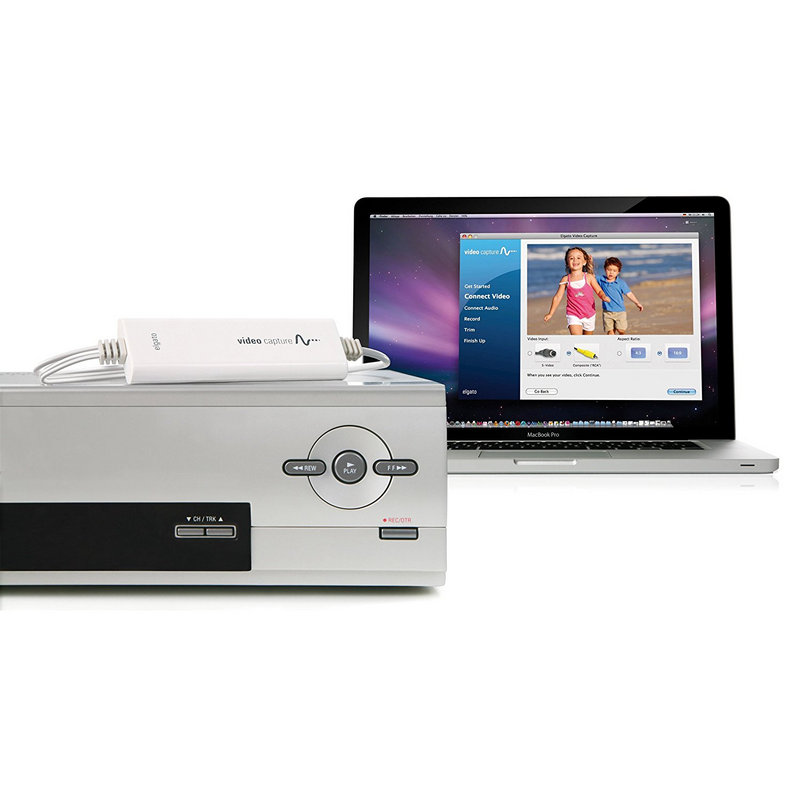 Elgato Video Capture
video capture
Get Started
Connect Video
Connect Audio
Record
Trim
Finish Up
Video Input:
Aspect Ratio:
S-Video
Composite ("RCA")
4:3
16:9
When you see your video, click Continue.
elgato
Go Back
Continue
MacBook Pro
elgato
video capture
◀◀ REW
▶ PLAY
FF ▶▶
▼ CH / TRK ▲
● REC/OTR